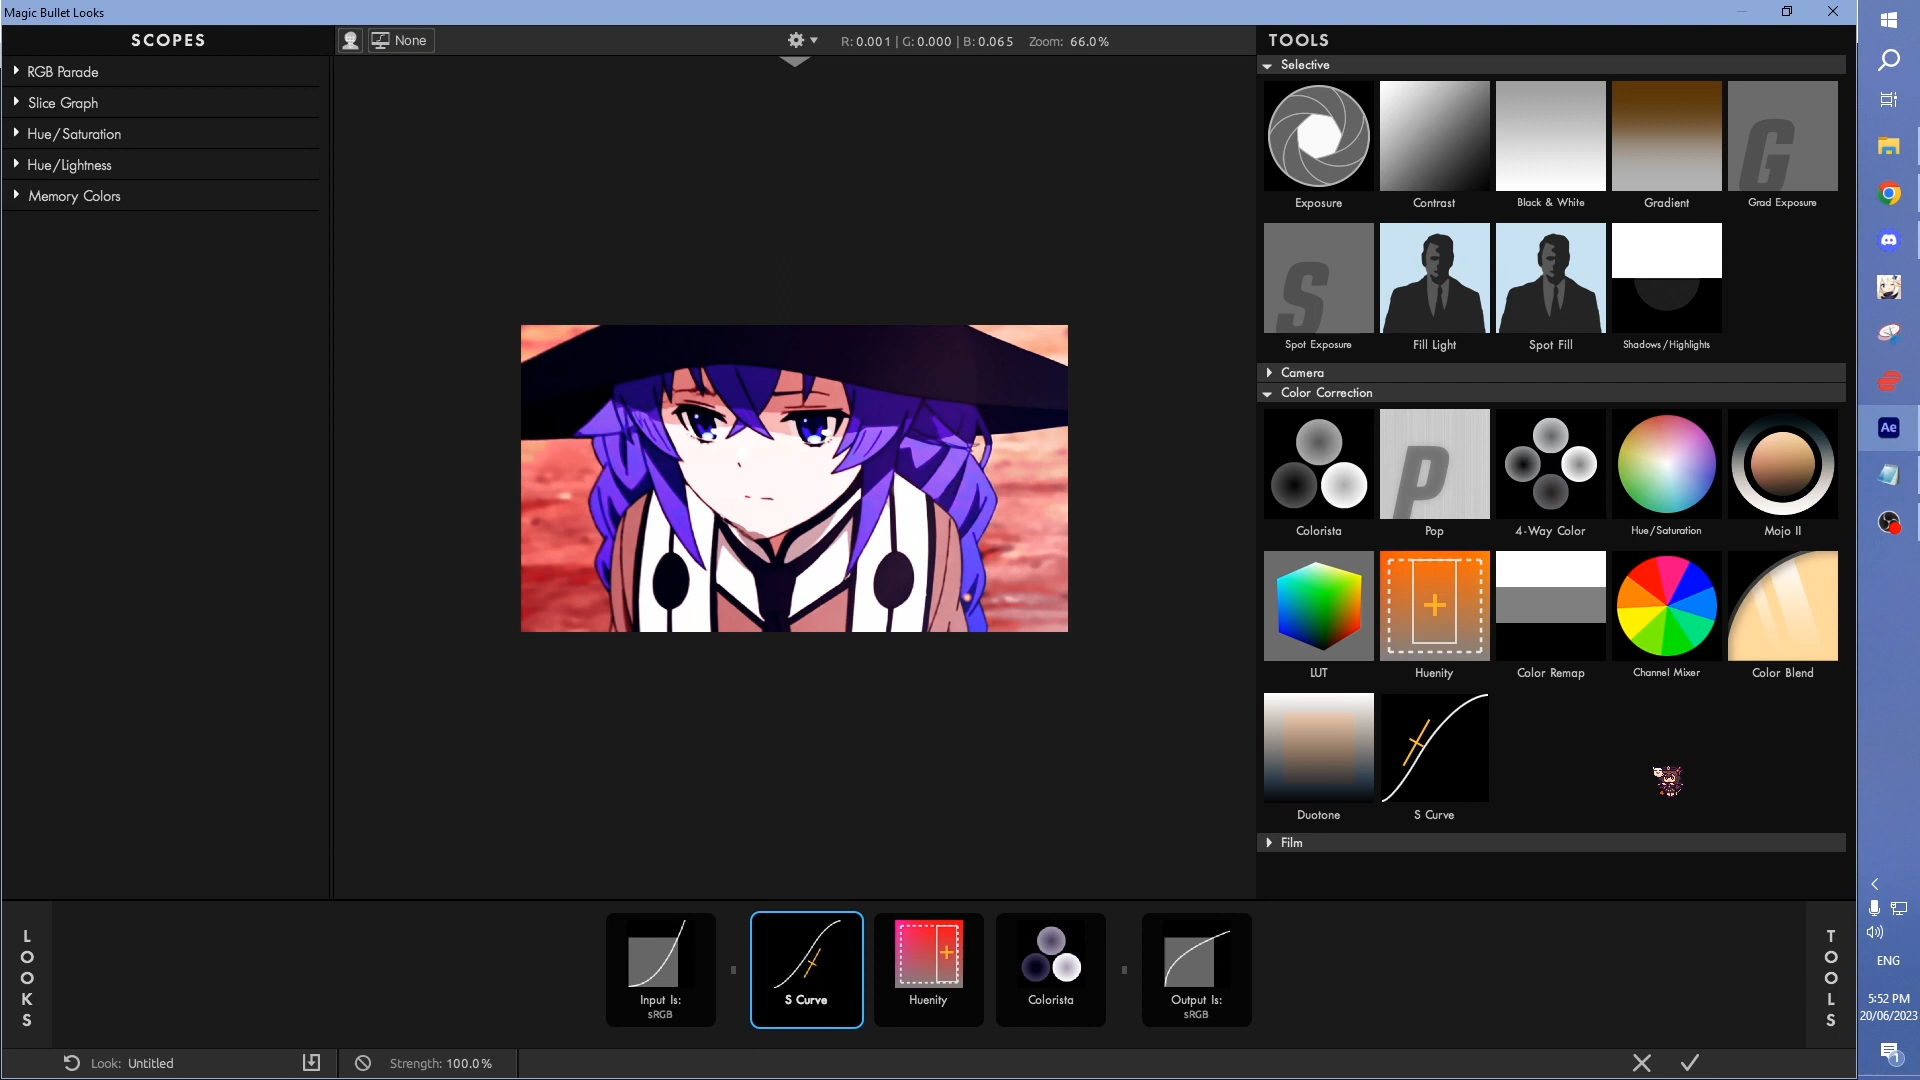 Magic Bullet Looks
SCOPES
None
R: 0.001 | G: 0.000 | B: 0.065 Zoom: 66.0%
TOOLS
RGB Parade
Slice Graph
Hue/Saturation
Hue/Lightness
Memory Colors
Selective
Exposure
Contrast
Black & White
Gradient
G
Grad Exposure
S
Spot Exposure
Fill Light
Spot Fill
Shadows/Highlights
Camera
Color Correction
Colorista
P
Pop
4-Way Color
Hue/Saturation
Mojo II
LUT
Huenity
Color Remap
Channel Mixer
Color Blend
Duotone
S Curve
Film
LOOKS
Input Is:
sRGB
S Curve
Huenity
Colorista
Output Is:
sRGB
TOOLS
Look: Untitled
Strength: 100.0%
Ae
ENG
5:52 PM
20/06/2023
1